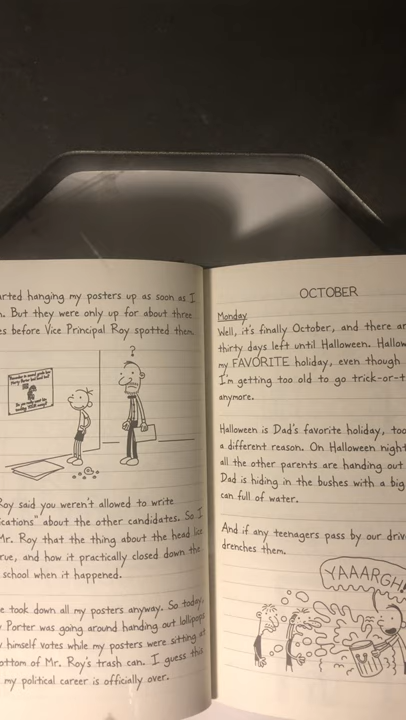 arted hanging my posters up as soon as I
. But they were only up for about three
es before Vice Principal Roy spotted them.
?
Roy said you weren't allowed to write
ications" about the other candidates. So I
Mr. Roy that the thing about the head lice
rue, and how it practically closed down the
school when it happened.
e took down all my posters anyway. So today,
y Porter was going around handing out lollipops
y himself votes while my posters were sitting at
ottom of Mr. Roy's trash can. I guess this
my political career is officially over.
OCTOBER
Monday
Well, it's finally October, and there ar
thirty days left until Halloween. Hallow
my FAVORITE holiday, even though
I'm getting too old to go trick-or-t
anymore.
Halloween is Dad's favorite holiday, too
a different reason. On Halloween night
all the other parents are handing out
Dad is hiding in the bushes with a big
can full of water.
And if any teenagers pass by our driv
drenches them.
YAAARGH!